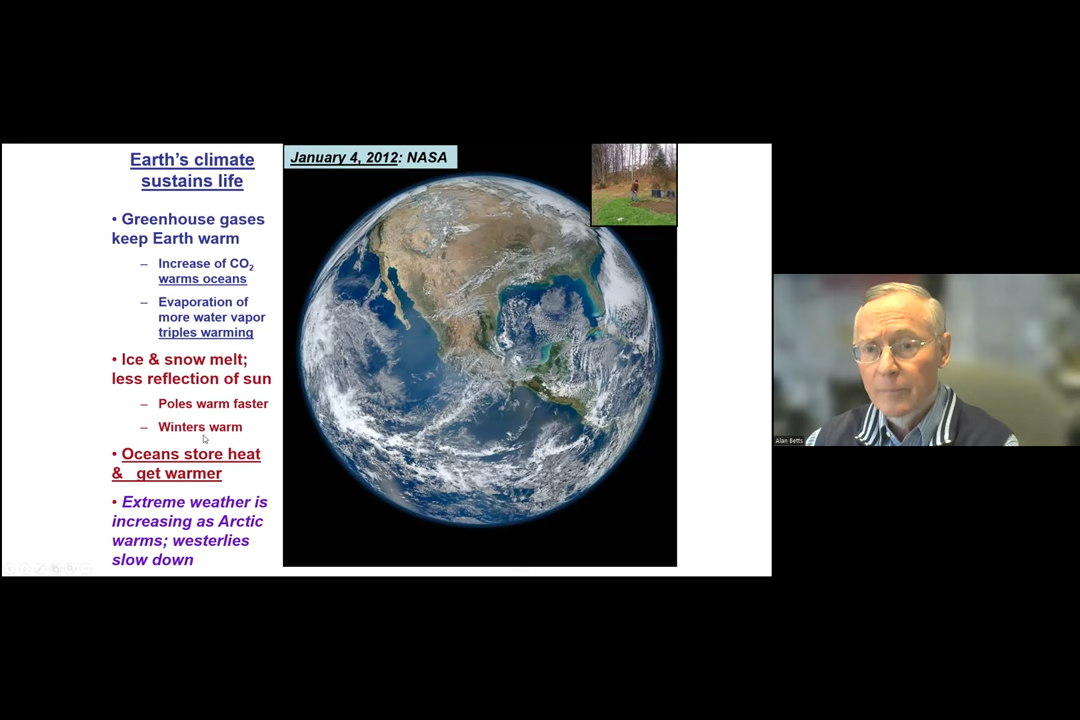 Earth's climate
sustains life
• Greenhouse gases
keep Earth warm
– Increase of CO₂
warms oceans
– Evaporation of
more water vapor
triples warming
• Ice & snow melt;
less reflection of sun
– Poles warm faster
– Winters warm
• Oceans store heat
& get warmer
• Extreme weather is
increasing as Arctic
warms; westerlies
slow down
January 4, 2012: NASA
Alan Betts